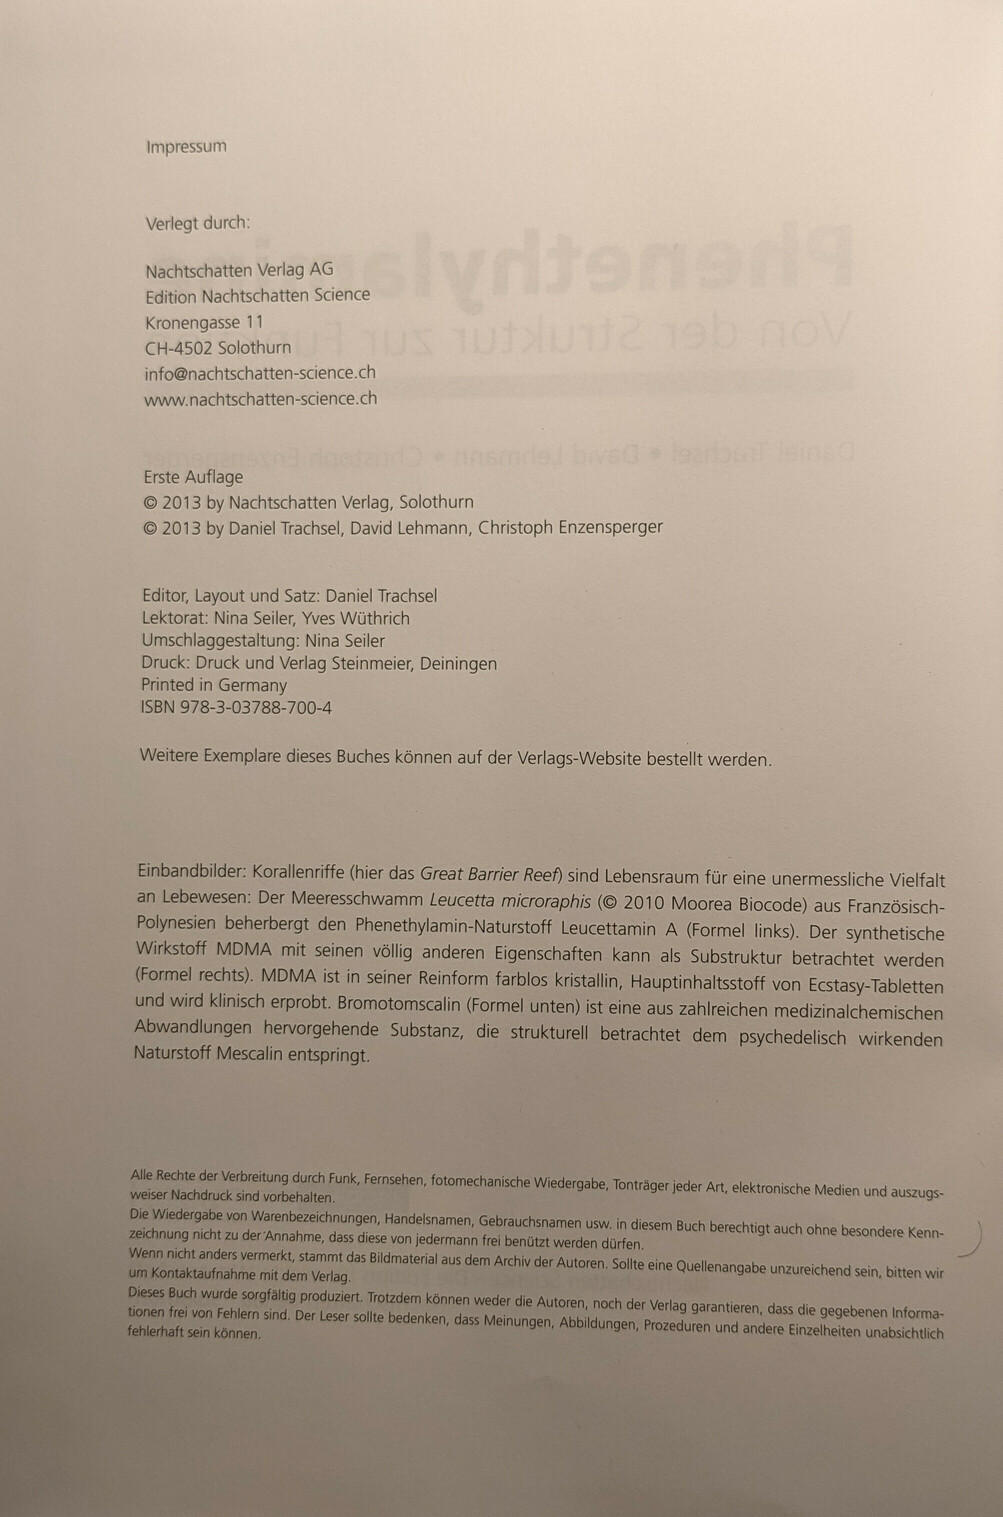 Impressum
Verlegt durch:
Nachtschatten Verlag AG
Edition Nachtschatten Science
Kronengasse 11
CH-4502 Solothurn
info@nachtschatten-science.ch
www.nachtschatten-science.ch
Erste Auflage
© 2013 by Nachtschatten Verlag, Solothurn
© 2013 by Daniel Trachsel, David Lehmann, Christoph Enzensperger
Editor, Layout und Satz: Daniel Trachsel
Lektorat: Nina Seiler, Yves Wüthrich
Umschlaggestaltung: Nina Seiler
Druck: Druck und Verlag Steinmeier, Deiningen
Printed in Germany
ISBN 978-3-03788-700-4
Weitere Exemplare dieses Buches können auf der Verlags-Website bestellt werden.
Einbandbilder: Korallenriffe (hier das Great Barrier Reef) sind Lebensraum für eine unermessliche Vielfalt
an Lebewesen: Der Meeresschwamm Leucetta microraphis (© 2010 Moorea Biocode) aus Französisch-
Polynesien beherbergt den Phenethylamin-Naturstoff Leucettamin A (Formel links). Der synthetische
Wirkstoff MDMA mit seinen völlig anderen Eigenschaften kann als Substruktur betrachtet werden
(Formel rechts). MDMA ist in seiner Reinform farblos kristallin, Hauptinhaltsstoff von Ecstasy-Tabletten
und wird klinisch erprobt. Bromotomscalin (Formel unten) ist eine aus zahlreichen medizinalchemischen
Abwandlungen hervorgehende Substanz, die strukturell betrachtet dem psychedelisch wirkenden
Naturstoff Mescalin entspringt.
Alle Rechte der Verbreitung durch Funk, Fernsehen, fotomechanische Wiedergabe, Tonträger jeder Art, elektronische Medien und auszugs-
weiser Nachdruck sind vorbehalten.
Die Wiedergabe von Warenbezeichnungen, Handelsnamen, Gebrauchsnamen usw. in diesem Buch berechtigt auch ohne besondere Kenn-
zeichnung nicht zu der Annahme, dass diese von jedermann frei benützt werden dürfen.
Wenn nicht anders vermerkt, stammt das Bildmaterial aus dem Archiv der Autoren. Sollte eine Quellenangabe unzureichend sein, bitten wir
um Kontaktaufnahme mit dem Verlag.
Dieses Buch wurde sorgfältig produziert. Trotzdem können weder die Autoren, noch der Verlag garantieren, dass die gegebenen Informa-
tionen frei von Fehlern sind. Der Leser sollte bedenken, dass Meinungen, Abbildungen, Prozeduren und andere Einzelheiten unabsichtlich
fehlerhaft sein können.